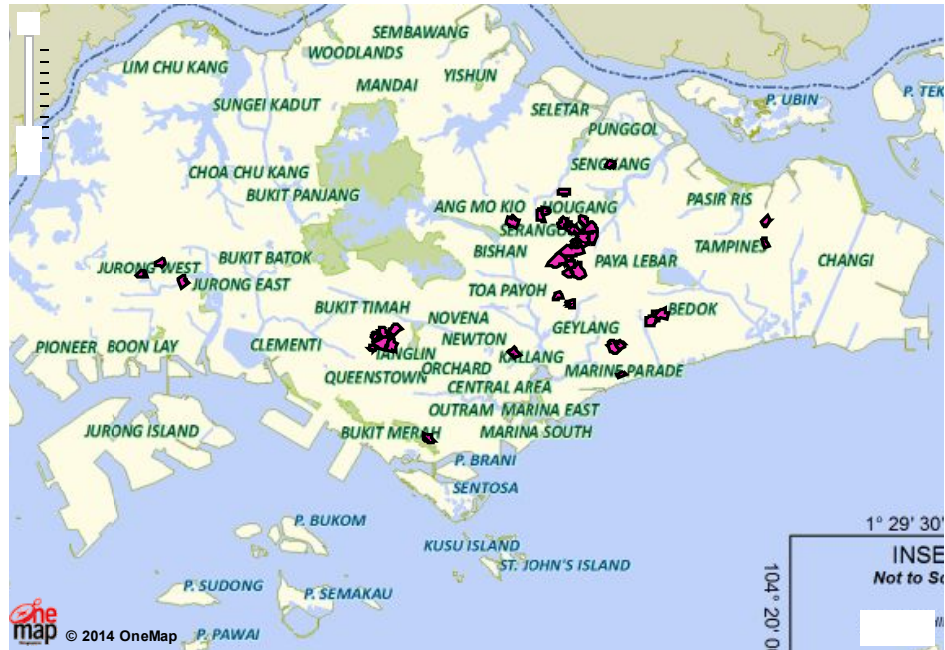 SEMBAWANG
WOODLANDS
LIM CHU KANG
YISHUN
MANDAI
SUNGEI KADUT
SELETAR
P. UBIN
P. TEK
PUNGGOL
SENGKANG
CHOA CHU KANG
BUKIT PANJANG
PASIR RIS
ANG MO KIO
HOUGANG
SERANGOON
TAMPINES
BISHAN
BUKIT BATOK
PAYA LEBAR
CHANGI
JURONG WEST
JURONG EAST
TOA PAYOH
BUKIT TIMAH
NOVENA
BEDOK
GEYLANG
PIONEER
BOON LAY
CLEMENTI
NEWTON
TANGLIN
KALLANG
ORCHARD
MARINE PARADE
QUEENSTOWN
CENTRAL AREA
OUTRAM
MARINA EAST
JURONG ISLAND
BUKIT MERAH
MARINA SOUTH
P. BRANI
SENTOSA
P. BUKOM
1° 29' 30'
KUSU ISLAND
INSE
ST. JOHN'S ISLAND
Not to Sc
104° 20' 0
P. SUDONG
P. SEMAKAU
one
map
© 2014 OneMap
P. PAWAI